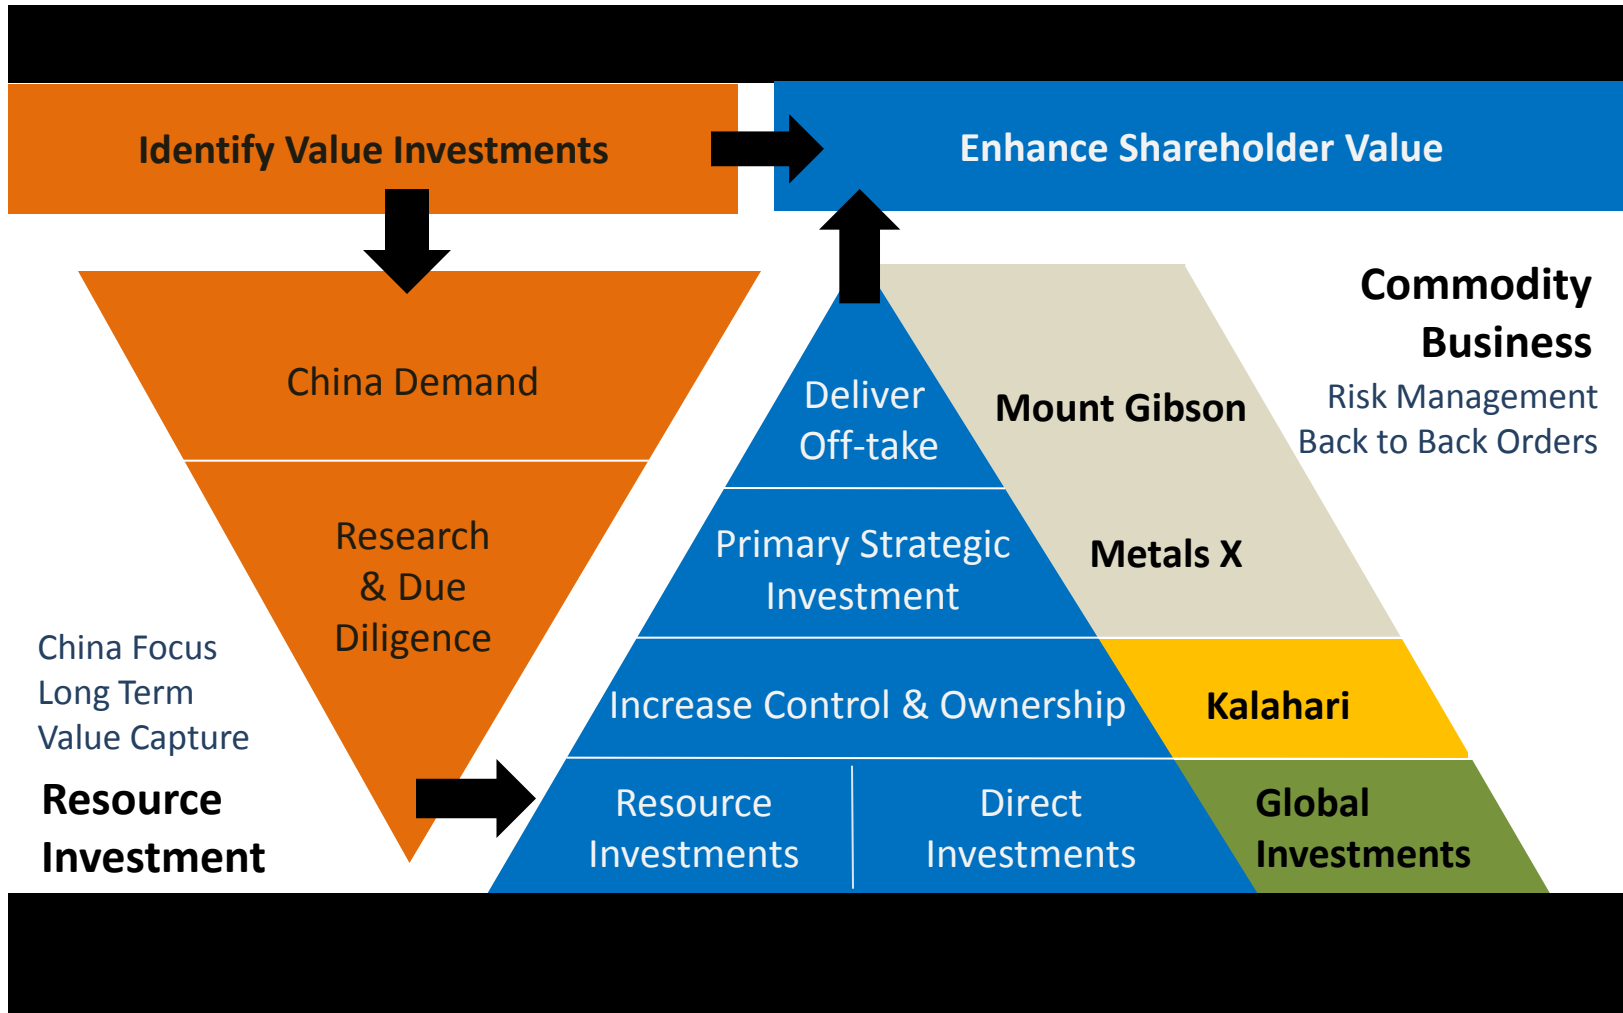 Identify Value Investments
Enhance Shareholder Value
China Demand
Research
& Due
Diligence
China Focus
Long Term
Value Capture
Resource
Investment
Deliver
Off-take
Primary Strategic
Investment
Increase Control & Ownership
Resource
Investments
Direct
Investments
Mount Gibson
Metals X
Kalahari
Global
Investments
Commodity
Business
Risk Management
Back to Back Orders